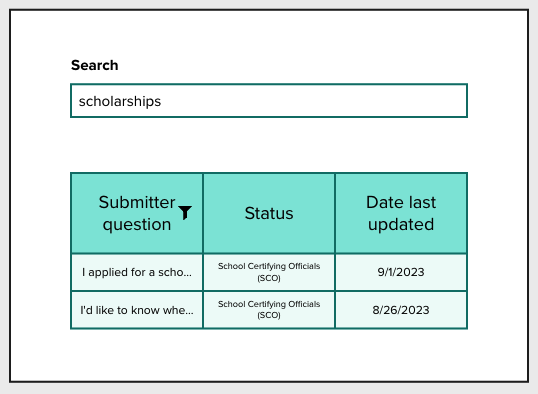 Search
scholarships
Submitter
question
Status
Date last
updated
I applied for a scho...
School Certifying Officials
(SCO)
9/1/2023
I'd like to know whe...
School Certifying Officials
(SCO)
8/26/2023